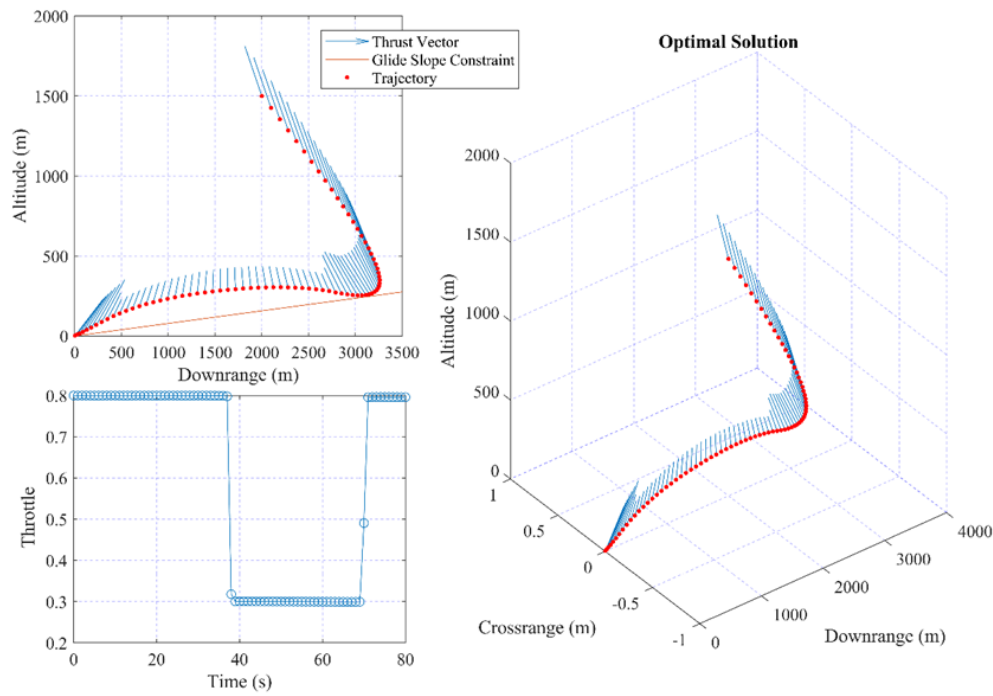 2000
1500
1000
500
0
Altitude (m)
Thrust Vector
Glide Slope Constraint
Trajectory
0 500 1000 1500 2000 2500 3000 3500
Downrange (m)
0.8
0.7
0.6
0.5
0.4
0.3
0.2
Throttle
0 20 40 60 80
Time (s)
Optimal Solution
2000
1500
1000
500
0
Altitude (m)
1
0.5
0
-0.5
-1
Crossrange (m)
0
1000
2000
3000
4000
Downrange (m)